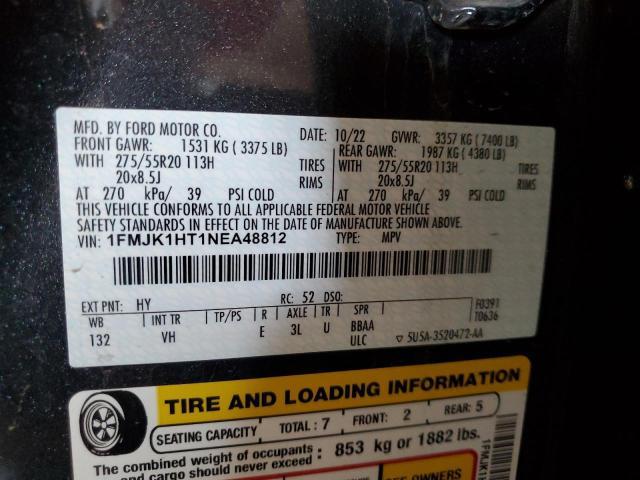 MFD. BY FORD MOTOR CO. DATE: 10/22 GVWR: 3357 KG ( 7400 LB)
FRONT GAWR: 1531 KG ( 3375 LB) REAR GAWR: 1987 KG ( 4380 LB)
WITH 275/55R20 113H TIRES WITH 275/55R20 113H TIRES
20x8.5J RIMS 20x8.5J RIMS
AT 270 kPa/ 39 PSI COLD AT 270 kPa/ 39 PSI COLD
THIS VEHICLE CONFORMS TO ALL APPLICABLE FEDERAL MOTOR VEHICLE
SAFETY STANDARDS IN EFFECT ON THE DATE OF MANUFACTURE SHOWN ABOVE.
VIN: 1FMJK1HT1NEA48812 TYPE: MPV
EXT PNT: HY RC: 52 DSO: F0391
T0636
WB INT TR TP/PS R AXLE TR SPR
132 VH E 3L U BBAA
ULC ▽ 5U5A-3520472-AA
TIRE AND LOADING INFORMATION
SEATING CAPACITY TOTAL : 7 FRONT: 2 REAR: 5
The combined weight of occupants
and cargo should never exceed : 853 kg or 1882 lbs.
SEE OWNERS
1FMJK1H